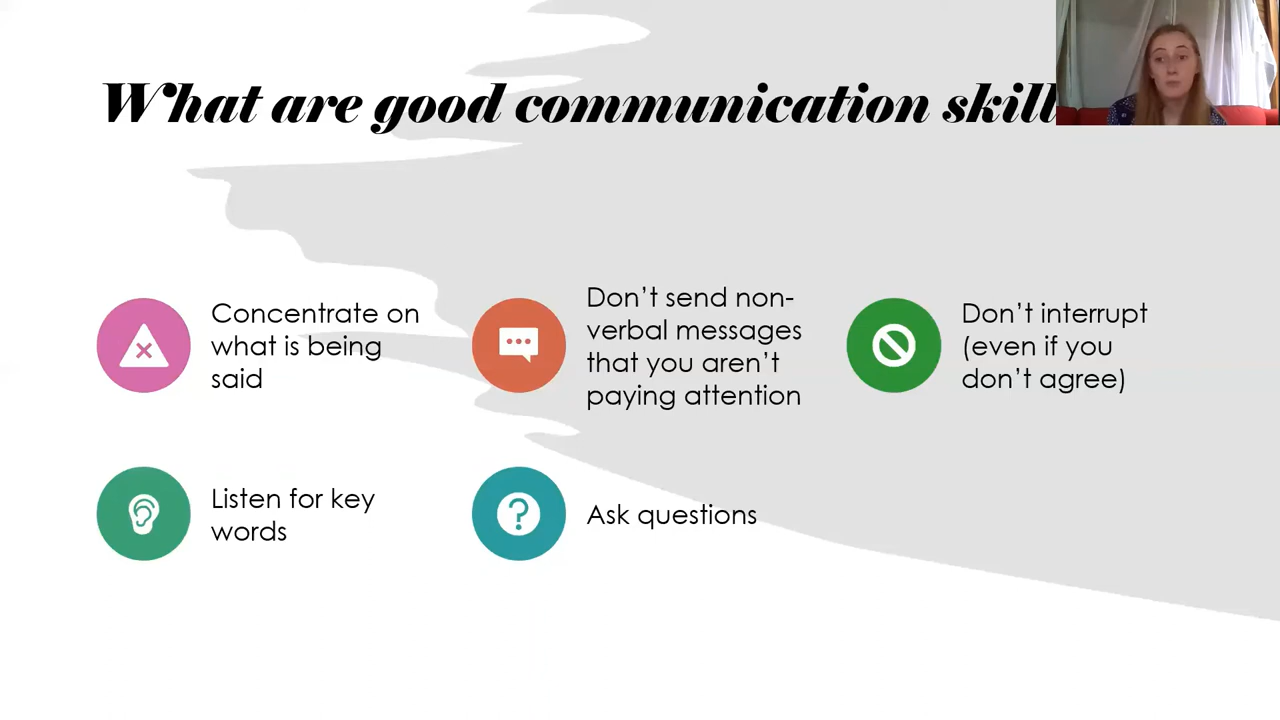 What are good communication skill
Concentrate on
what is being
said
Don’t send non-
verbal messages
that you aren’t
paying attention
Don’t interrupt
(even if you
don’t agree)
Listen for key
words
Ask questions